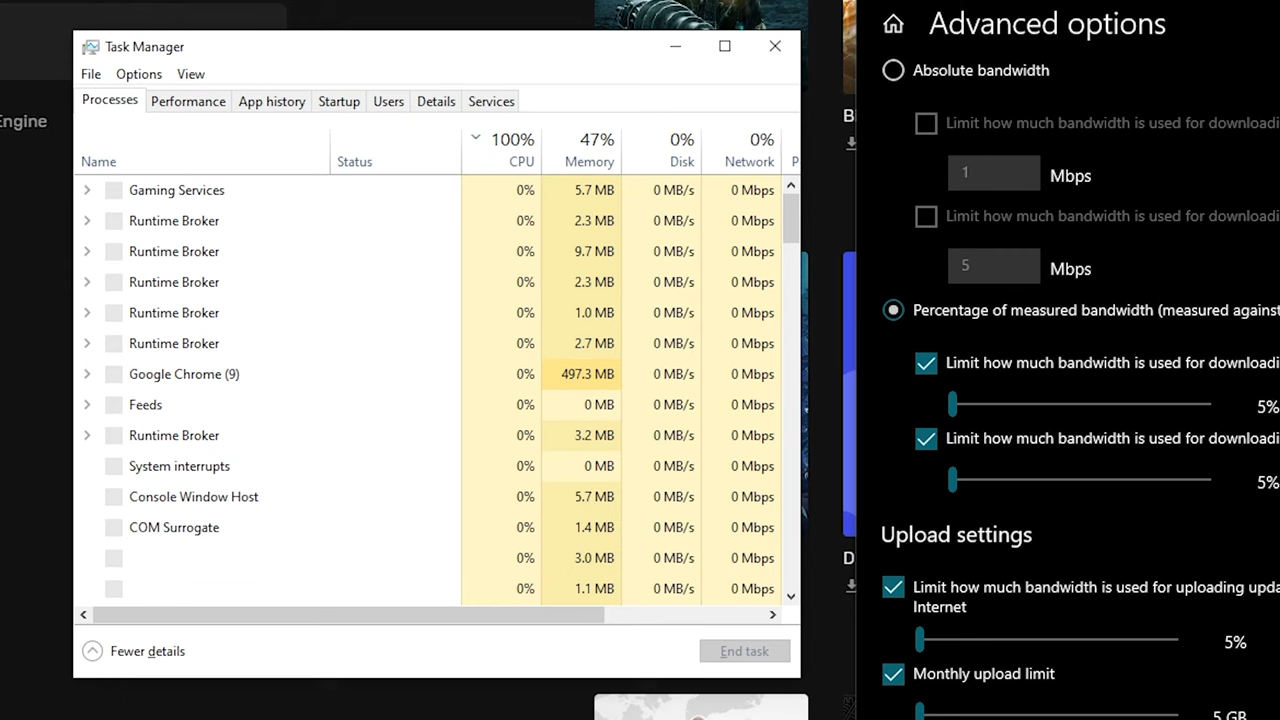 Engine
Task Manager
File Options View
Processes Performance App history Startup Users Details Services
100% 47% 0% 0%
Name Status CPU Memory Disk Network P
Gaming Services 0% 5.7 MB 0 MB/s 0 Mbps
Runtime Broker 0% 2.3 MB 0 MB/s 0 Mbps
Runtime Broker 0% 9.7 MB 0 MB/s 0 Mbps
Runtime Broker 0% 2.3 MB 0 MB/s 0 Mbps
Runtime Broker 0% 1.0 MB 0 MB/s 0 Mbps
Runtime Broker 0% 2.7 MB 0 MB/s 0 Mbps
Google Chrome (9) 0% 497.3 MB 0 MB/s 0 Mbps
Feeds 0% 0 MB 0 MB/s 0 Mbps
Runtime Broker 0% 3.2 MB 0 MB/s 0 Mbps
System interrupts 0% 0 MB 0 MB/s 0 Mbps
Console Window Host 0% 5.7 MB 0 MB/s 0 Mbps
COM Surrogate 0% 1.4 MB 0 MB/s 0 Mbps
0% 3.0 MB 0 MB/s 0 Mbps
0% 1.1 MB 0 MB/s 0 Mbps
Fewer details End task
B
D
Advanced options
Absolute bandwidth
Limit how much bandwidth is used for downloadi
1 Mbps
Limit how much bandwidth is used for downloadi
5 Mbps
Percentage of measured bandwidth (measured against
Limit how much bandwidth is used for downloadi
5%
Limit how much bandwidth is used for downloadi
5%
Upload settings
Limit how much bandwidth is used for uploading upda
Internet
5%
Monthly upload limit
5 GB